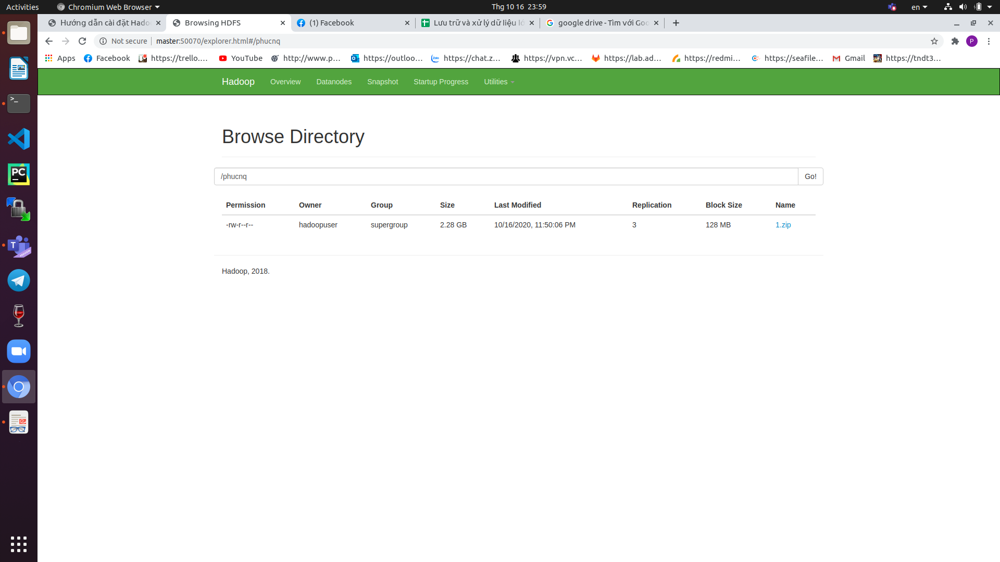 Activities Chromium Web Browser Thg 10 16 23:59 en
Hướng dẫn cài đặt Hado Browsing HDFS (1) Facebook Lưu trữ và xử lý dữ liệu ló google drive - Tìm với Goo
Not secure master:50070/explorer.html#/phucnq P
Apps Facebook https://trello.... YouTube http://www.p... https://outloo... https://chat.z... https://vpn.vc... https://lab.ad... https://redmi... https://seafile... Gmail https://tndt3...
Hadoop Overview Datanodes Snapshot Startup Progress Utilities
Browse Directory
/phucnq Go!
Permission Owner Group Size Last Modified Replication Block Size Name
-rw-r--r-- hadoopuser supergroup 2.28 GB 10/16/2020, 11:50:06 PM 3 128 MB 1.zip
Hadoop, 2018.
>_
PC
T
PREVIEW